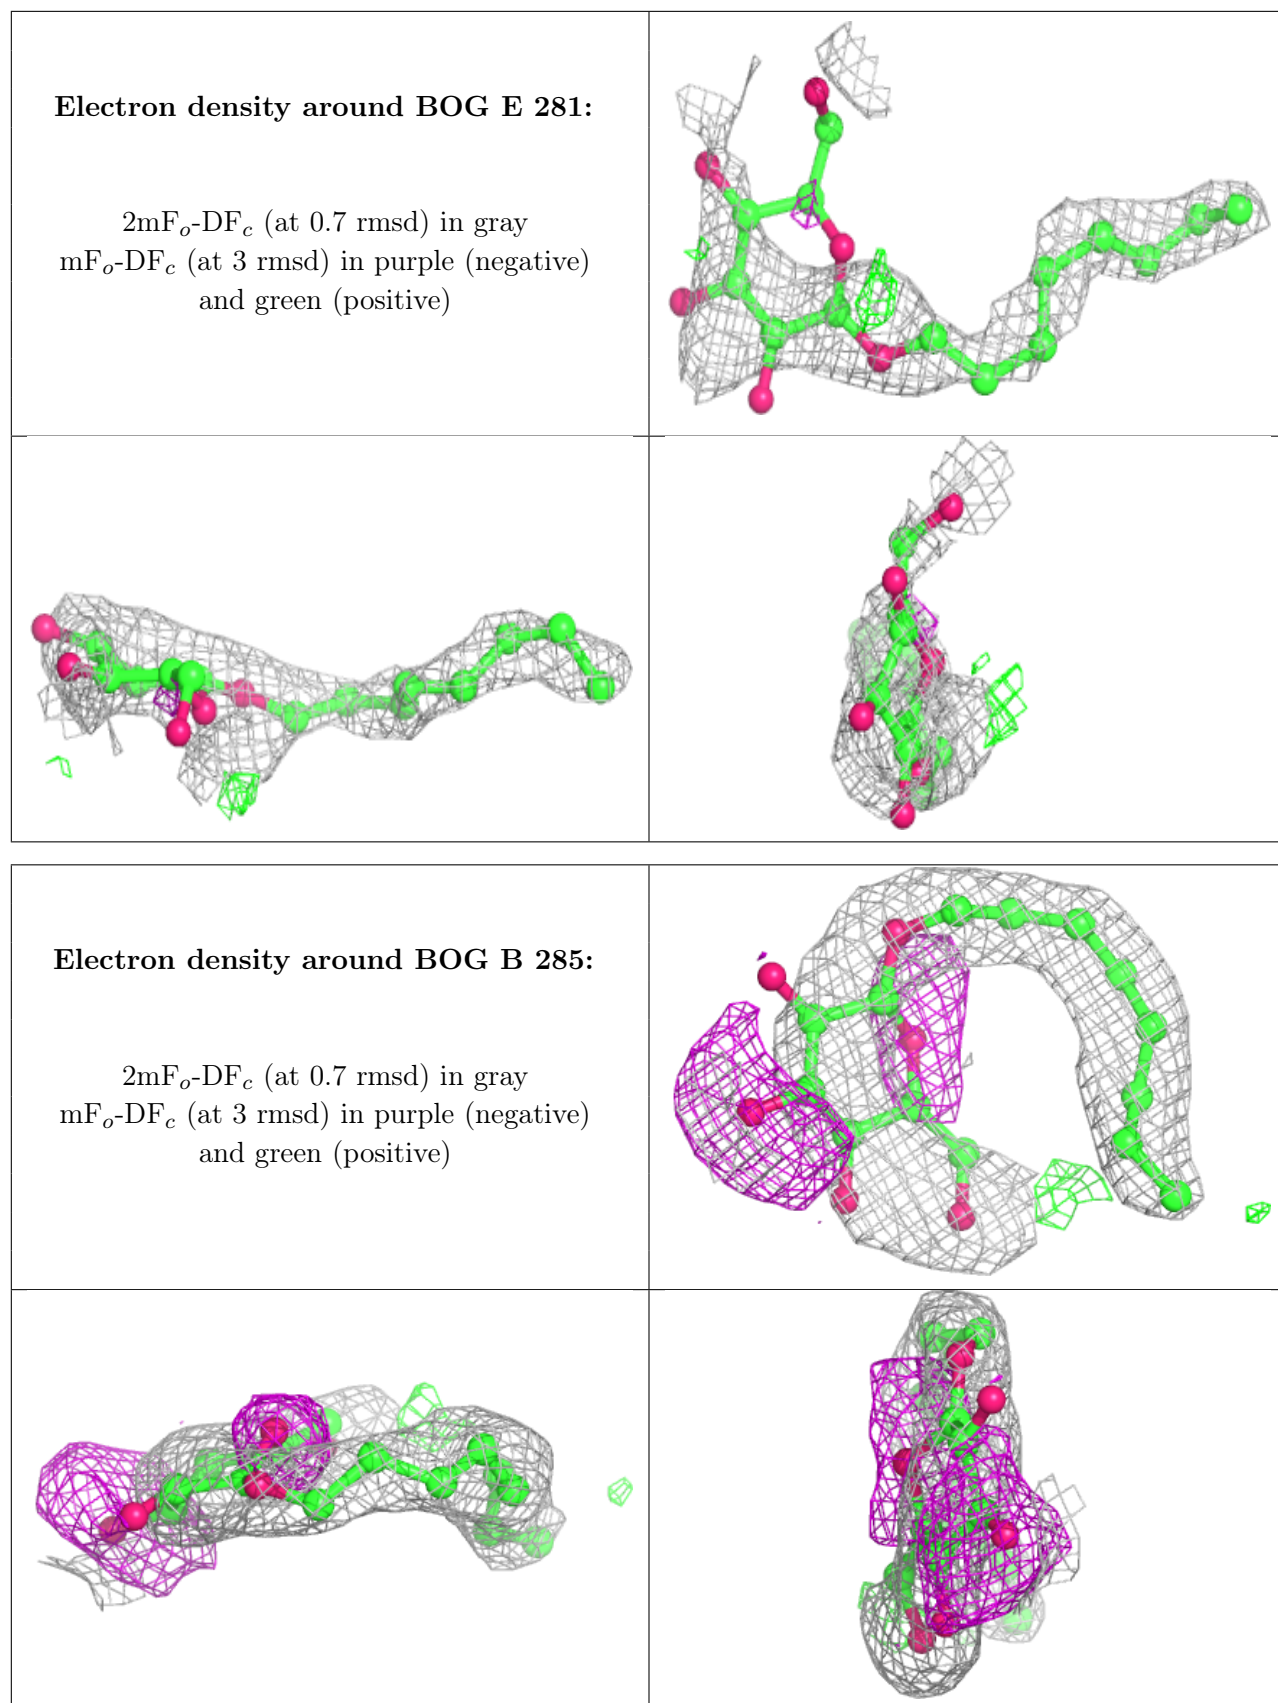 Electron density around BOG E 281:
2mFo-DFc (at 0.7 rmsd) in gray
mFo-DFc (at 3 rmsd) in purple (negative)
and green (positive)
Electron density around BOG B 285:
2mFo-DFc (at 0.7 rmsd) in gray
mFo-DFc (at 3 rmsd) in purple (negative)
and green (positive)